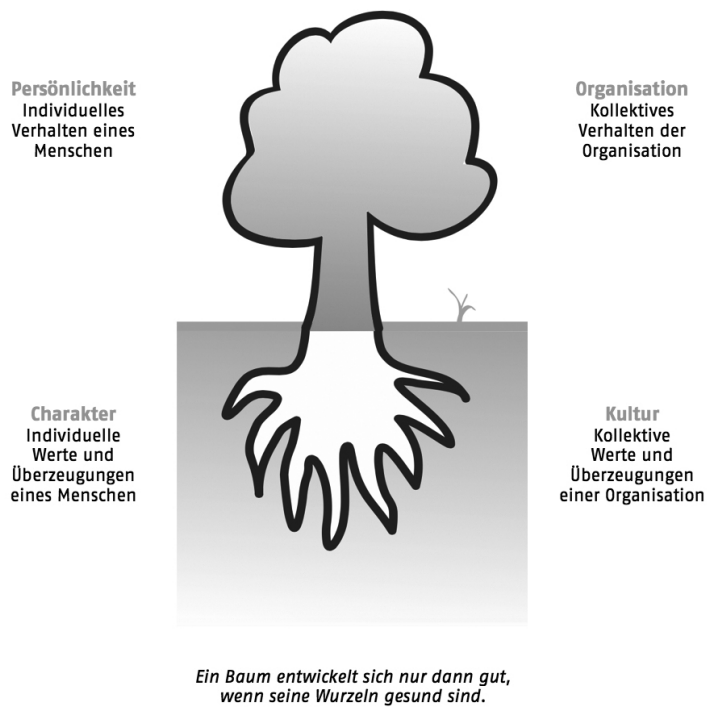 Persönlichkeit
Individuelles
Verhalten eines
Menschen
Organisation
Kollektives
Verhalten der
Organisation
Charakter
Individuelle
Werte und
Überzeugungen
eines Menschen
Kultur
Kollektive
Werte und
Überzeugungen
einer Organisation
Ein Baum entwickelt sich nur dann gut,
wenn seine Wurzeln gesund sind.